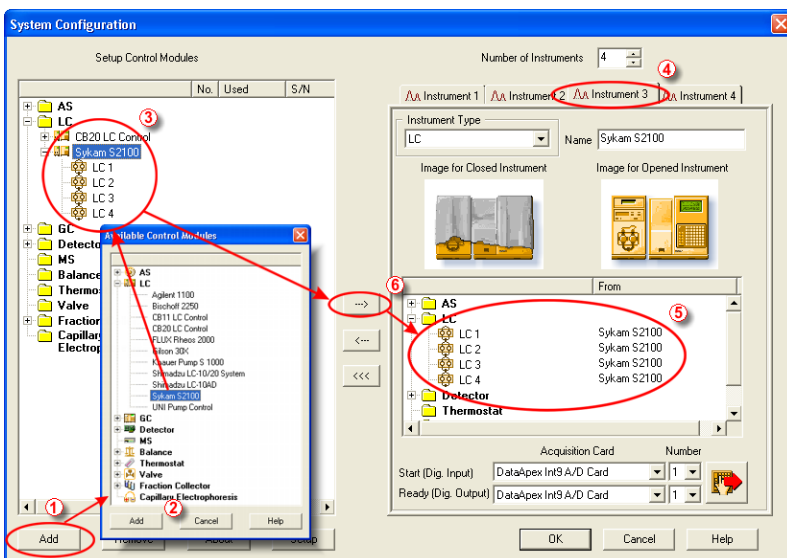 System Configuration
Setup Control Modules
Number of Instruments 4
No. Used S/N
AS
LC
CB20 LC Control
Sykam S2100
LC 1
LC 2
LC 3
LC 4
GC
MS
Balance
Valve
3
Available Control Modules
AS
LC
Agilent 1100
Bischoff 2250
CB11 LC Control
CB20 LC Control
FLUX Rheos 2000
Gilson 30X
Knauer Pump S 1000
Shimadzu LC-10/20 System
Shimadzu LC-10AD
Sykam S2100
UNI Pump Control
GC
Detector
MS
Balance
Thermostat
Valve
Fraction Collector
Capillary Electrophoresis
Add Cancel Help
2
1
Add Remove About Setup
--->
<---
<<<
6
4
Instrument 1 Instrument 2 Instrument 3 Instrument 4
Instrument Type
LC Name Sykam S2100
Image for Closed Instrument Image for Opened Instrument
From
AS
LC
5
LC 1 Sykam S2100
LC 2 Sykam S2100
LC 3 Sykam S2100
LC 4 Sykam S2100
Detector
Thermostat
Acquisition Card Number
Start (Dig. Input) DataApex Int9 A/D Card 1
Ready (Dig. Output) DataApex Int9 A/D Card 1
OK Cancel Help